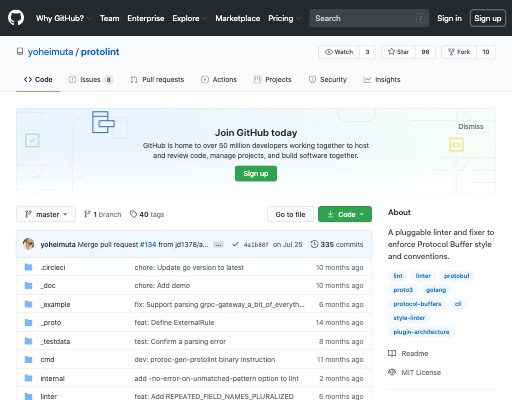 Why GitHub? Team Enterprise Explore Marketplace Pricing Search / Sign in Sign up
yoheimuta / protolint Watch 3 Star 96 Fork 10
Code Issues 8 Pull requests Actions Projects Security Insights
Join GitHub today
Dismiss
GitHub is home to over 50 million developers working together to host
and review code, manage projects, and build software together.
Sign up
master 1 branch 40 tags Go to file Code
yoheimuta Merge pull request #134 from jd1378/a... ... 4a1b88f on Jul 25 335 commits
.circleci chore: Update go version to latest 10 months ago
_doc chore: Add demo 10 months ago
_example fix: Support parsing grpc-gateway_a_bit_of_everyth... 6 months ago
_proto feat: Define ExternalRule 14 months ago
_testdata test: Confirm a parsing error 8 months ago
cmd dev: protoc-gen-protolint binary instruction 11 months ago
internal add -no-error-on-unmatched-pattern option to lint 2 months ago
linter feat: Add REPEATED_FIELD_NAMES_PLURALIZED 6 months ago
About
A pluggable linter and fixer to
enforce Protocol Buffer style
and conventions.
lint linter protobuf
proto3 golang
protocol-buffers cli
style-linter
plugin-architecture
Readme
MIT License